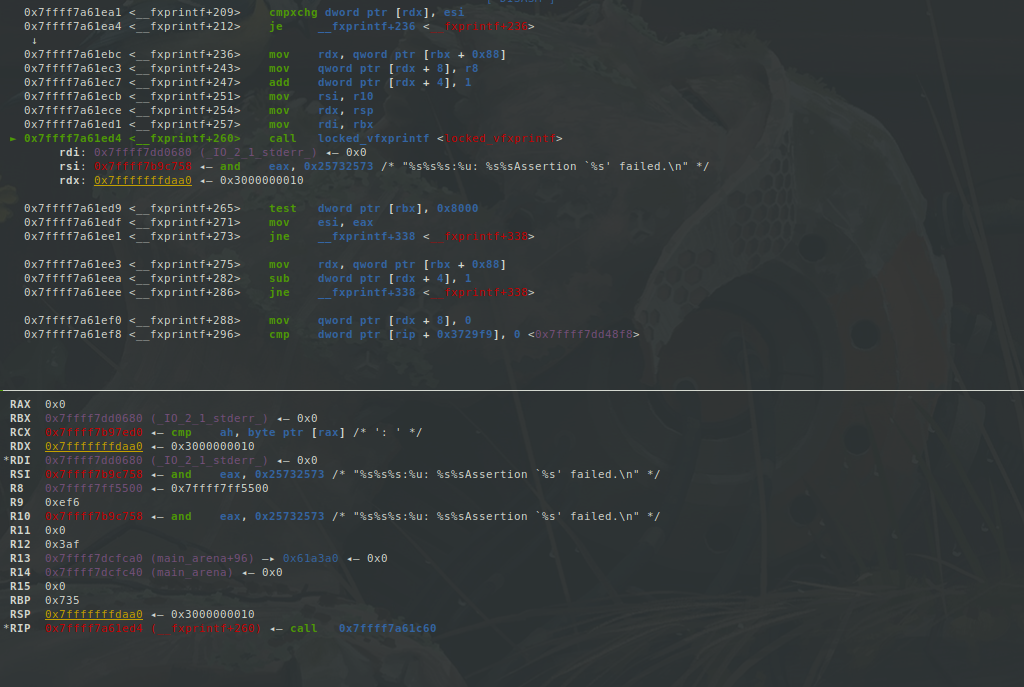 0x7ffff7a61ea1 <__fxprintf+209>    cmpxchg dword ptr [rdx], esi
0x7ffff7a61ea4 <__fxprintf+212>    je     __fxprintf+236 <__fxprintf+236>
↓
0x7ffff7a61ebc <__fxprintf+236>    mov    rdx, qword ptr [rbx + 0x88]
0x7ffff7a61ec3 <__fxprintf+243>    mov    qword ptr [rdx + 8], r8
0x7ffff7a61ec7 <__fxprintf+247>    add    dword ptr [rdx + 4], 1
0x7ffff7a61ecb <__fxprintf+251>    mov    rsi, r10
0x7ffff7a61ece <__fxprintf+254>    mov    rdx, rsp
0x7ffff7a61ed1 <__fxprintf+257>    mov    rdi, rbx
► 0x7ffff7a61ed4 <__fxprintf+260>    call   locked_vfxprintf <locked_vfxprintf>
rdi: 0x7ffff7dd0680 (_IO_2_1_stderr_) ◂— 0x0
rsi: 0x7ffff7b9c758 ◂— and    eax, 0x25732573 /* "%s%s%s:%u: %s%sAssertion `%s' failed.\n" */
rdx: 0x7fffffffdaa0 ◂— 0x3000000010
0x7ffff7a61ed9 <__fxprintf+265>    test   dword ptr [rbx], 0x8000
0x7ffff7a61edf <__fxprintf+271>    mov    esi, eax
0x7ffff7a61ee1 <__fxprintf+273>    jne    __fxprintf+338 <__fxprintf+338>
0x7ffff7a61ee3 <__fxprintf+275>    mov    rdx, qword ptr [rbx + 0x88]
0x7ffff7a61eea <__fxprintf+282>    sub    dword ptr [rdx + 4], 1
0x7ffff7a61eee <__fxprintf+286>    jne    __fxprintf+338 <__fxprintf+338>
0x7ffff7a61ef0 <__fxprintf+288>    mov    qword ptr [rdx + 8], 0
0x7ffff7a61ef8 <__fxprintf+296>    cmp    dword ptr [rip + 0x3729f9], 0 <0x7ffff7dd48f8>
RAX  0x0
RBX  0x7ffff7dd0680 (_IO_2_1_stderr_) ◂— 0x0
RCX  ◂— cmp    ah, byte ptr [rax] /* ': ' */
RDX  0x7fffffffdaa0 ◂— 0x3000000010
*RDI  0x7ffff7dd0680 (_IO_2_1_stderr_) ◂— 0x0
RSI  0x7ffff7b9c758 ◂— and    eax, 0x25732573 /* "%s%s%s:%u: %s%sAssertion `%s' failed.\n" */
R8  0x7ffff7ff5500 ◂— 0x7ffff7ff5500
R9  0xef6
R10  0x7ffff7b9c758 ◂— and    eax, 0x25732573 /* "%s%s%s:%u: %s%sAssertion `%s' failed.\n" */
R11  0x0
R12  0x3af
R13  0x7ffff7dcfca0 (main_arena+96) —▸ 0x61a3a0 ◂— 0x0
R14  0x7ffff7dcfc40 (main_arena) ◂— 0x0
R15  0x0
RBP  0x735
RSP  0x7fffffffdaa0 ◂— 0x3000000010
*RIP  0x7ffff7a61ed4 (__fxprintf+260) ◂— call   0x7ffff7a61c60